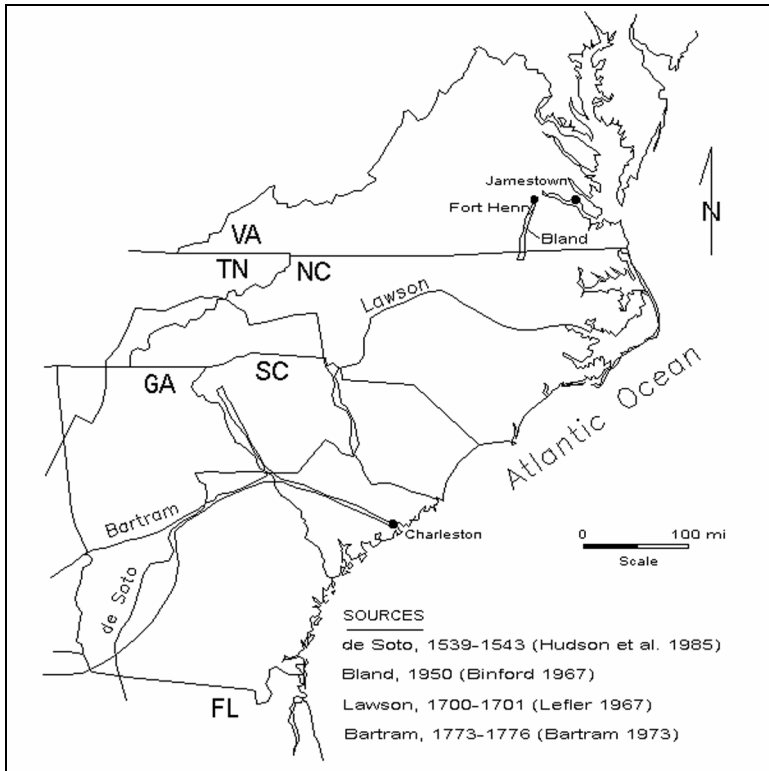 Jamestown
Fort Henr
Bland
N
VA
TN
NC
Lawson
GA
SC
Atlantic Ocean
Bartram
Charleston
0 100 mi
Scale
de Soto
SOURCES
de Soto, 1539-1543 (Hudson et al. 1985)
Bland, 1950 (Binford 1967)
Lawson, 1700-1701 (Lefler 1967)
FL
Bartram, 1773-1776 (Bartram 1973)